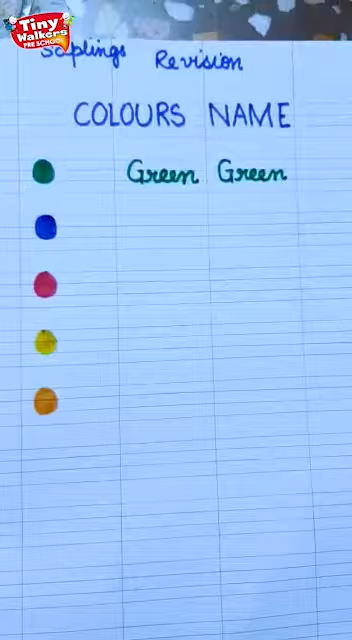 Tiny
Walkers
PRE SCHOOL
Saplings Revision
COLOURS NAME
Green Green